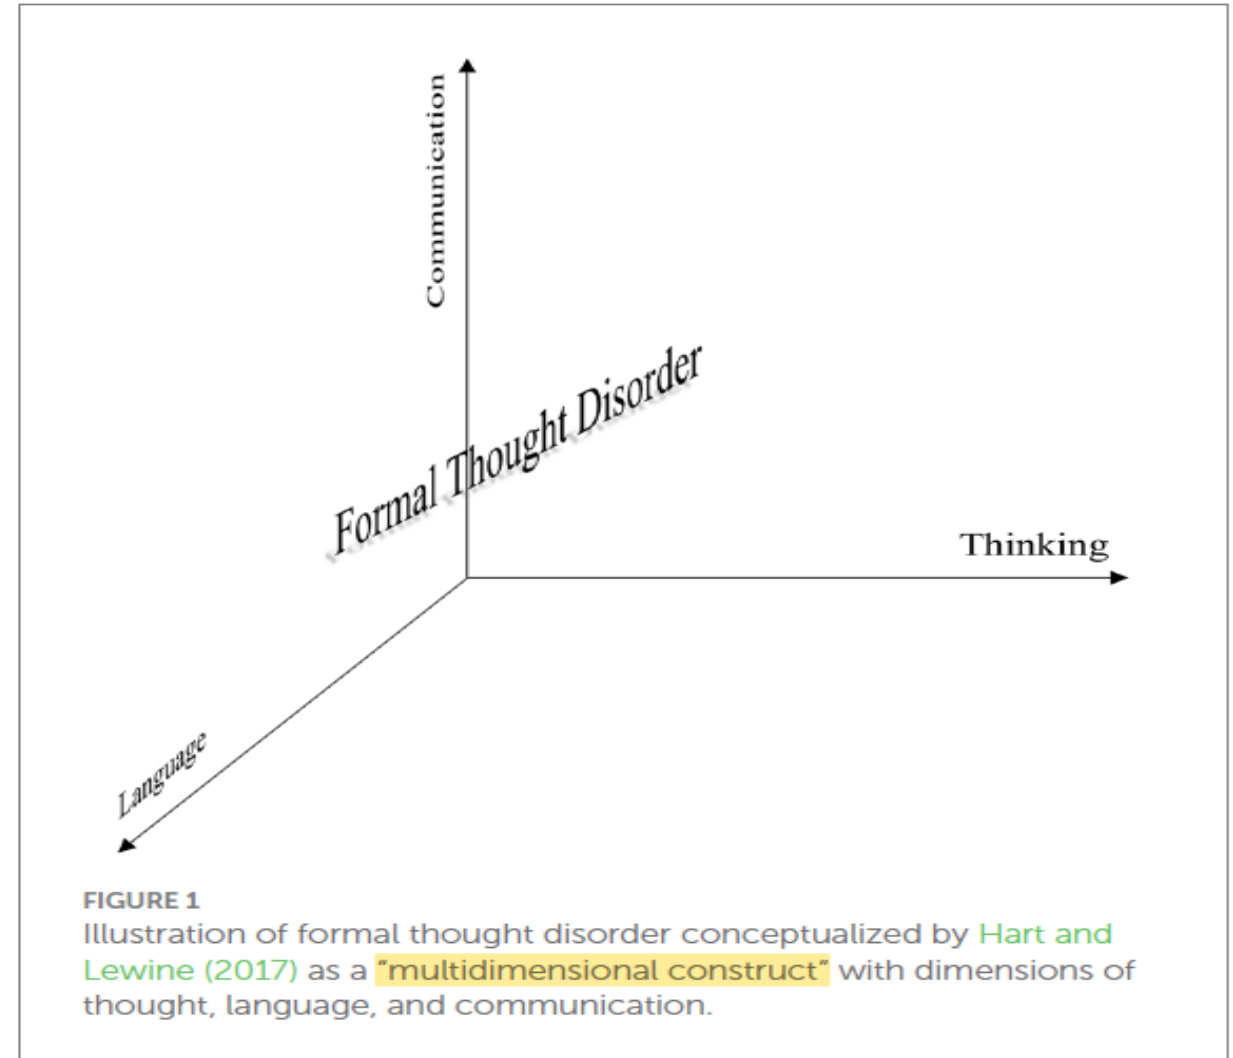 Communication
Formal Thought Disorder
Thinking
Language
FIGURE 1
Illustration of formal thought disorder conceptualized by Hart and
Lewine (2017) as a “multidimensional construct” with dimensions of
thought, language, and communication.